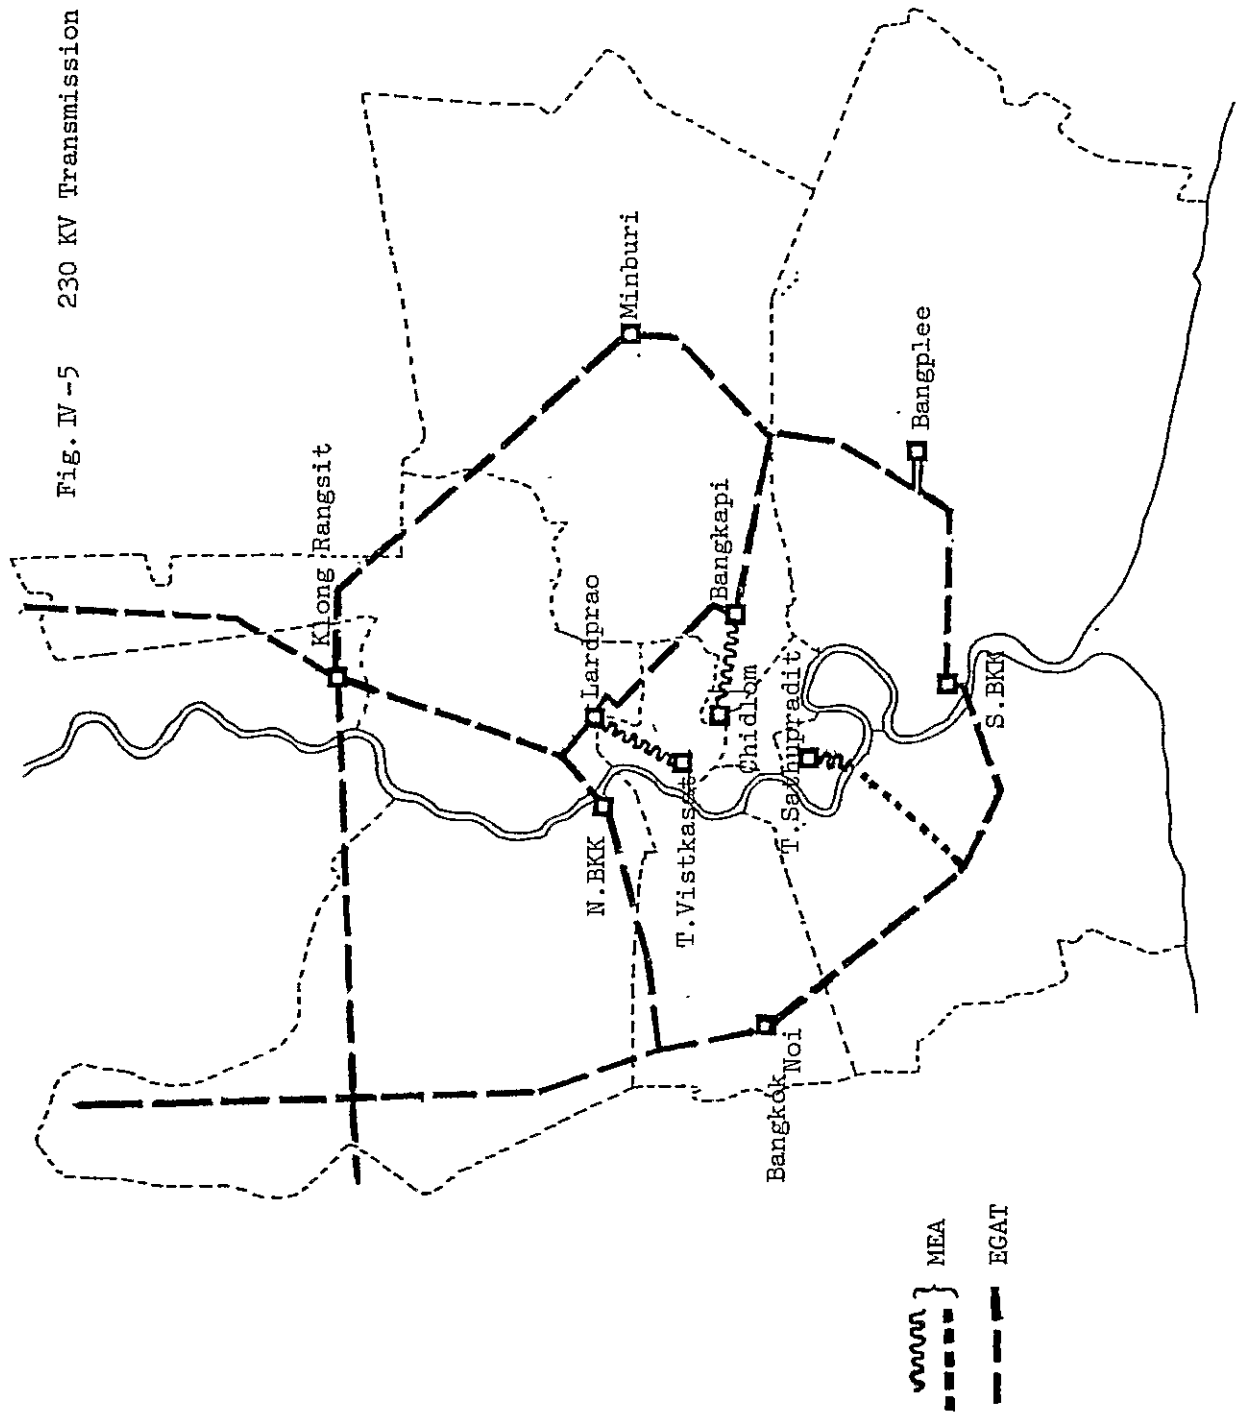 Fig. IV-5 230 KV Transmission
Klong Rangsit
Minburi
Lardprao
Bangkapi
Bangplee
N.BKK
T.Vistkasat
Chidlom
T.Sathupradit
S.BKK
Bangkok
Noi
MEA
EGAT